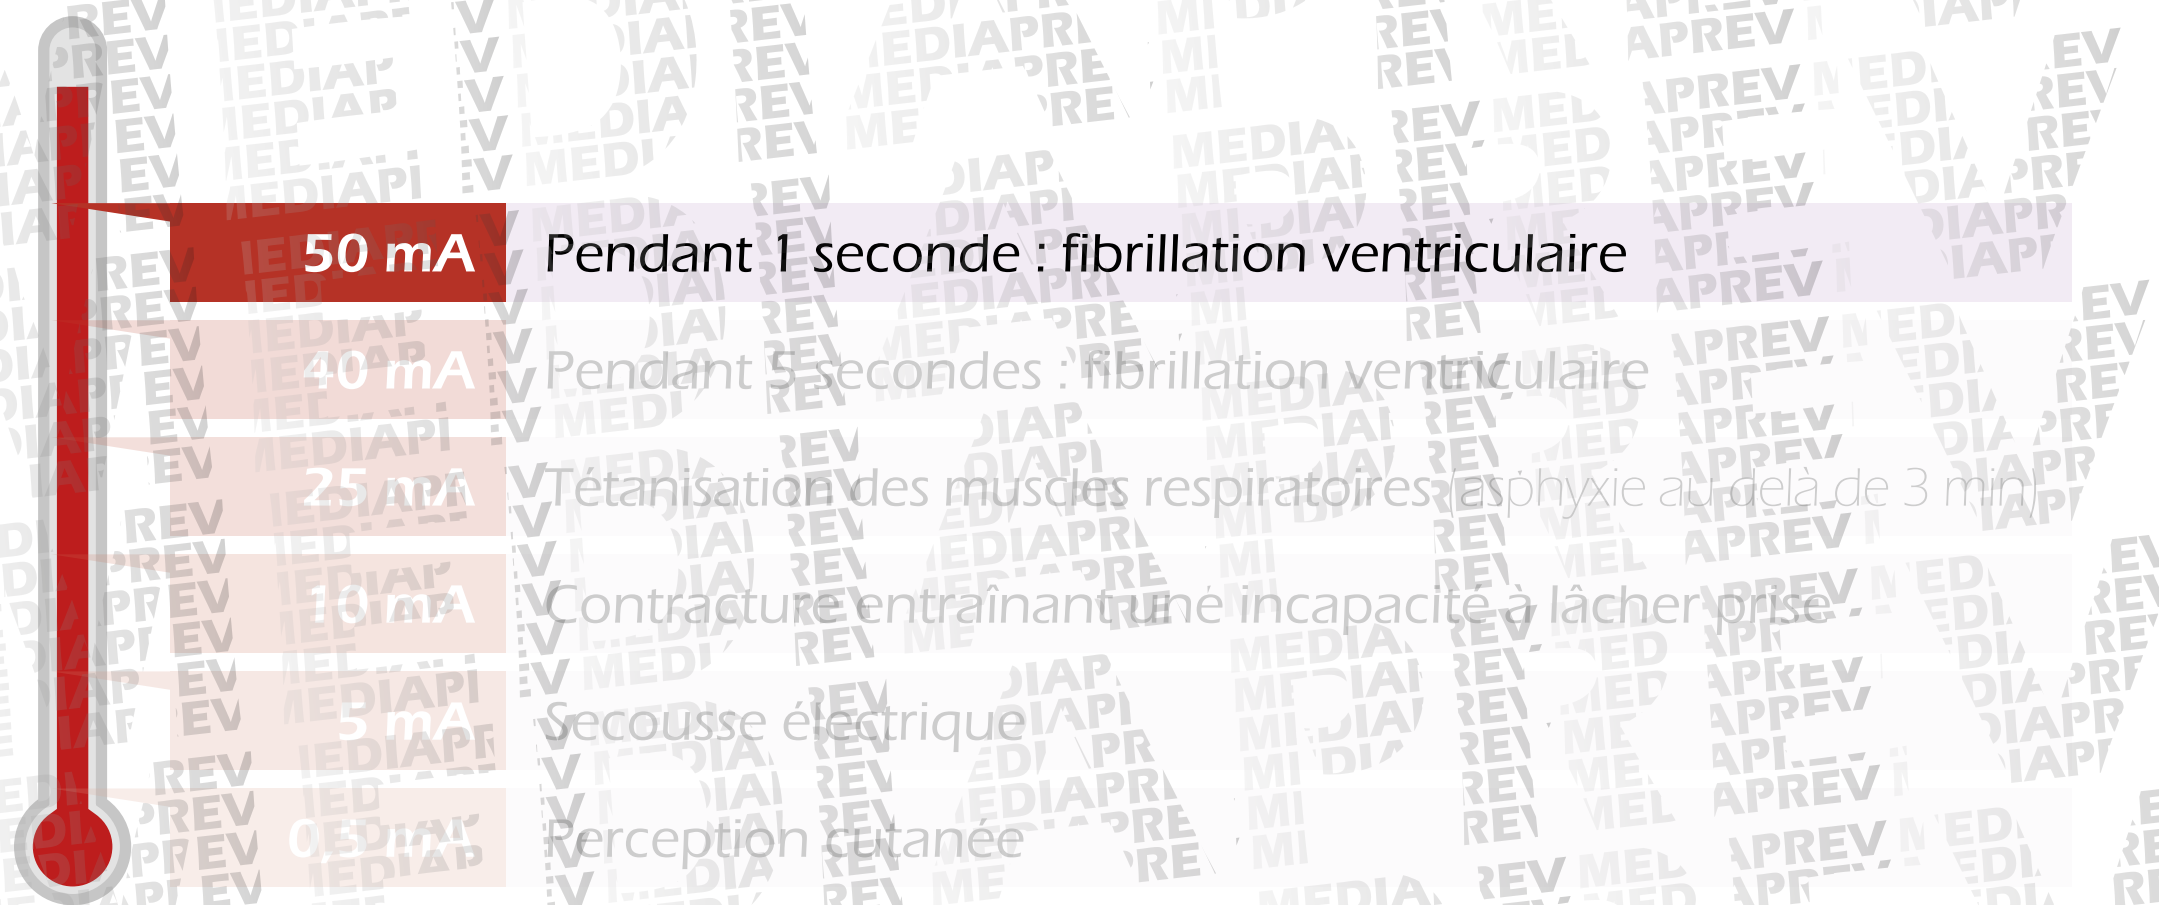 50 mA Pendant 1 seconde : fibrillation ventriculaire
40 mA Pendant 5 secondes : fibrillation ventriculaire
25 mA Tétanisation des muscles respiratoires (asphyxie au delà de 3 min)
10 mA Contracture entraînant une incapacité à lâcher prise
5 mA Secousse électrique
0,5 mA Perception cutanée